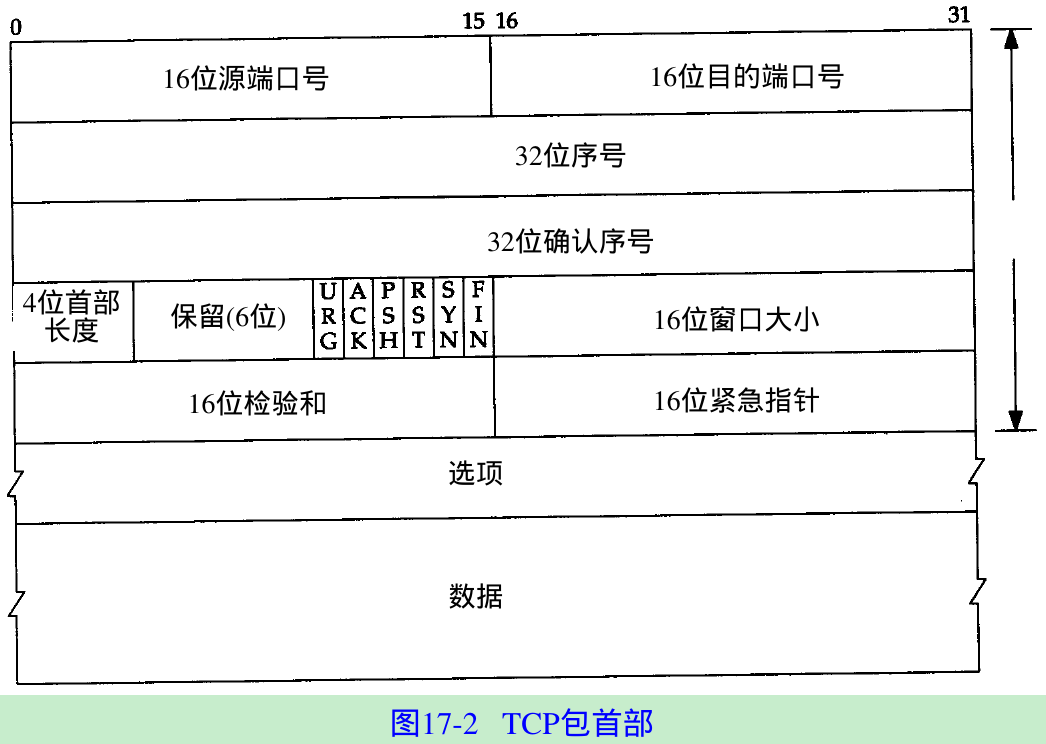 0 15 16 31
16位源端口号 16位目的端口号
32位序号
32位确认序号
4位首部长度 保留(6位) URG ACK PSH RST SYN FIN 16位窗口大小
16位检验和 16位紧急指针
选项
数据
图17-2 TCP包首部